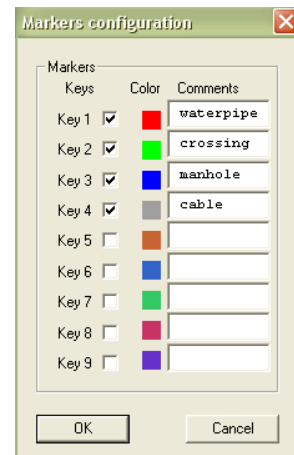 Markers configuration
Markers
Keys Color Comments
Key 1 waterpipe
Key 2 crossing
Key 3 manhole
Key 4 cable
Key 5
Key 6
Key 7
Key 8
Key 9
OK Cancel